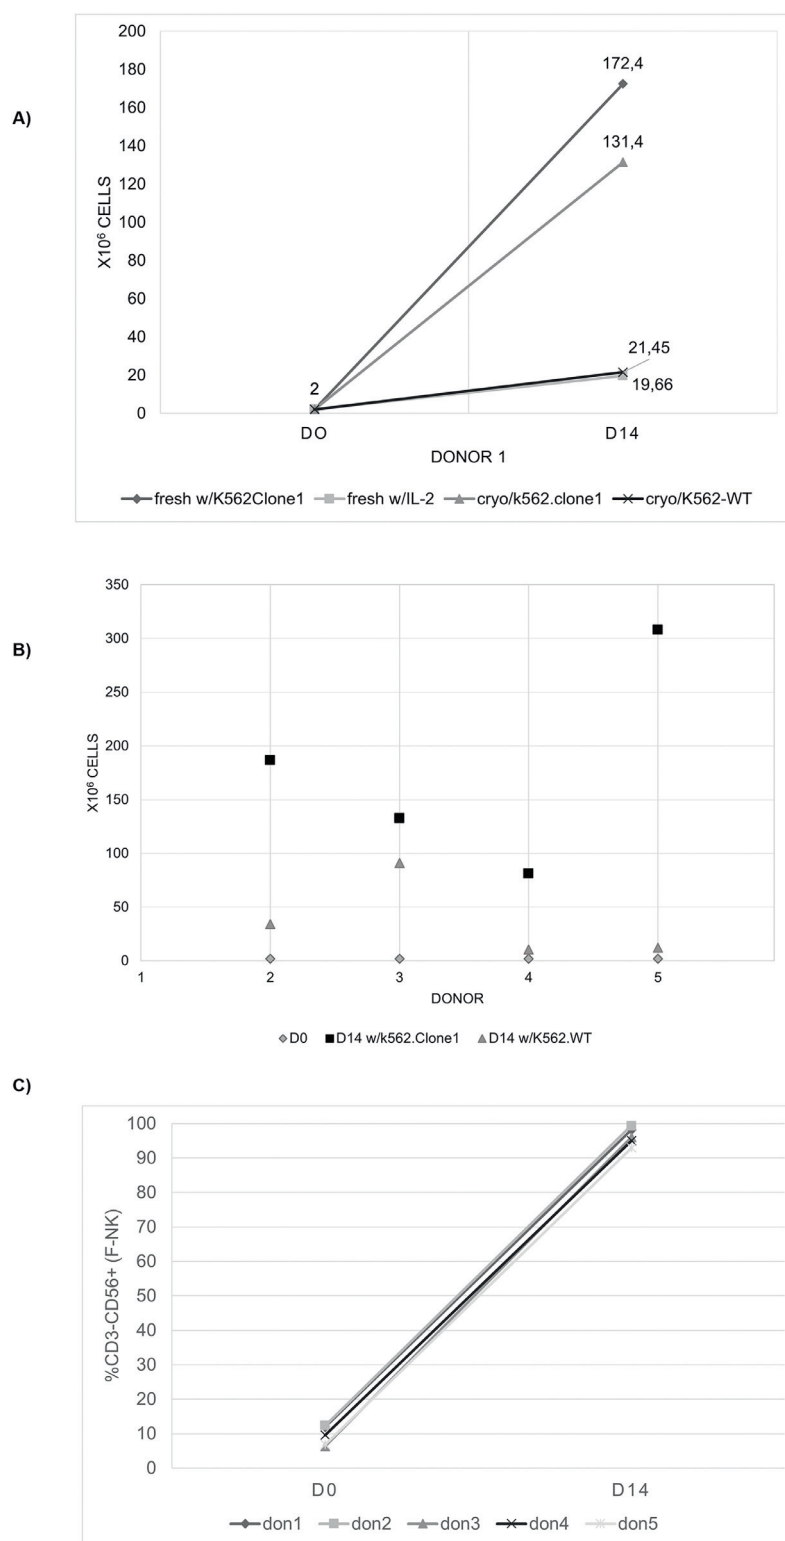 A)
X10⁶ CELLS
200
180
160
140
120
100
80
60
40
20
0
172,4
131,4
21,45
19,66
2
DO D14
DONOR 1
fresh w/K562Clone1 fresh w/IL-2 cryo/k562.clone1 cryo/K562-WT
B)
X10⁶ CELLS
350
300
250
200
150
100
50
0
1 2 3 4 5
DONOR
D0 D14 w/k562.Clone1 D14 w/K562.WT
C)
%CD3-CD56+ (F-NK)
100
90
80
70
60
50
40
30
20
10
0
D0 D14
don1 don2 don3 don4 don5